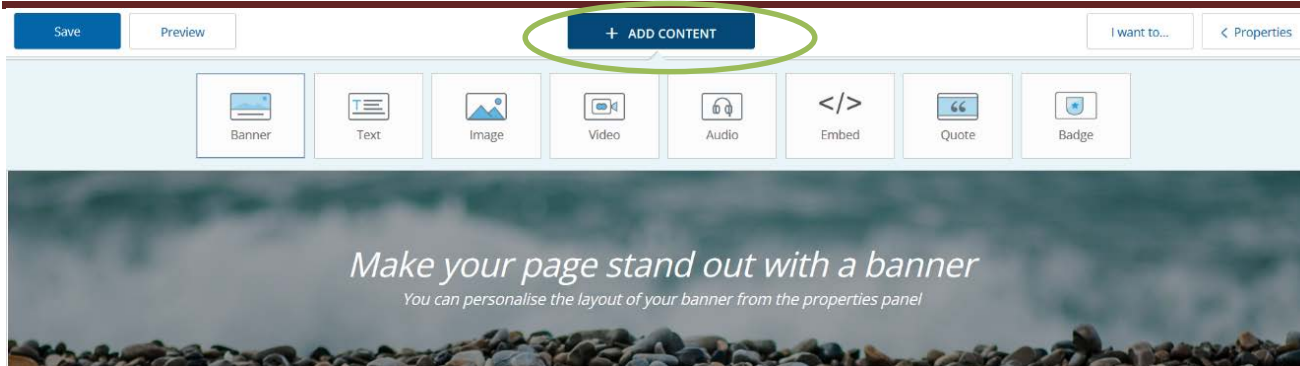 Save Preview + ADD CONTENT I want to... < Properties
Banner Text Image Video Audio </> Embed Quote Badge
Make your page stand out with a banner
You can personalise the layout of your banner from the properties panel